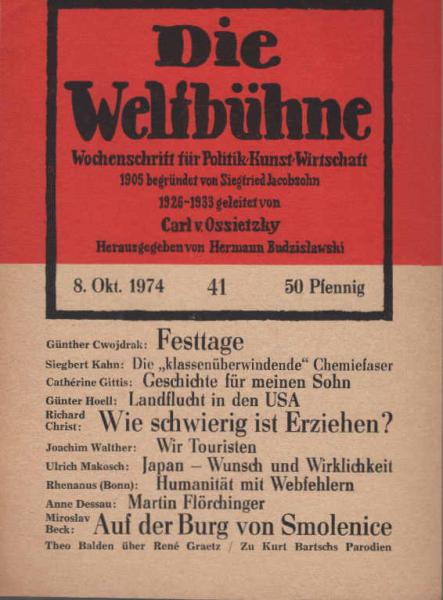 Die
Weltbühne
Wochenschrift für Politik·Kunst·Wirtschaft
1905 begründet von Siegfried Jacobsohn
1926-1933 geleitet von
Carl v. Ossietzky
Herausgegeben von Hermann Budzislawski
8. Okt. 1974 41 50 Pfennig
Günther Cwojdrak: Festtage
Siegbert Kahn: Die „klassenüberwindende“ Chemiefaser
Cathérine Gittis: Geschichte für meinen Sohn
Günter Hoell: Landflucht in den USA
Richard Christ: Wie schwierig ist Erziehen?
Joachim Walther: Wir Touristen
Ulrich Makosch: Japan – Wunsch und Wirklichkeit
Rhenanus (Bonn): Humanität mit Webfehlern
Anne Dessau: Martin Flörchinger
Miroslav Beck: Auf der Burg von Smolenice
Theo Balden über René Graetz / Zu Kurt Bartschs Parodien